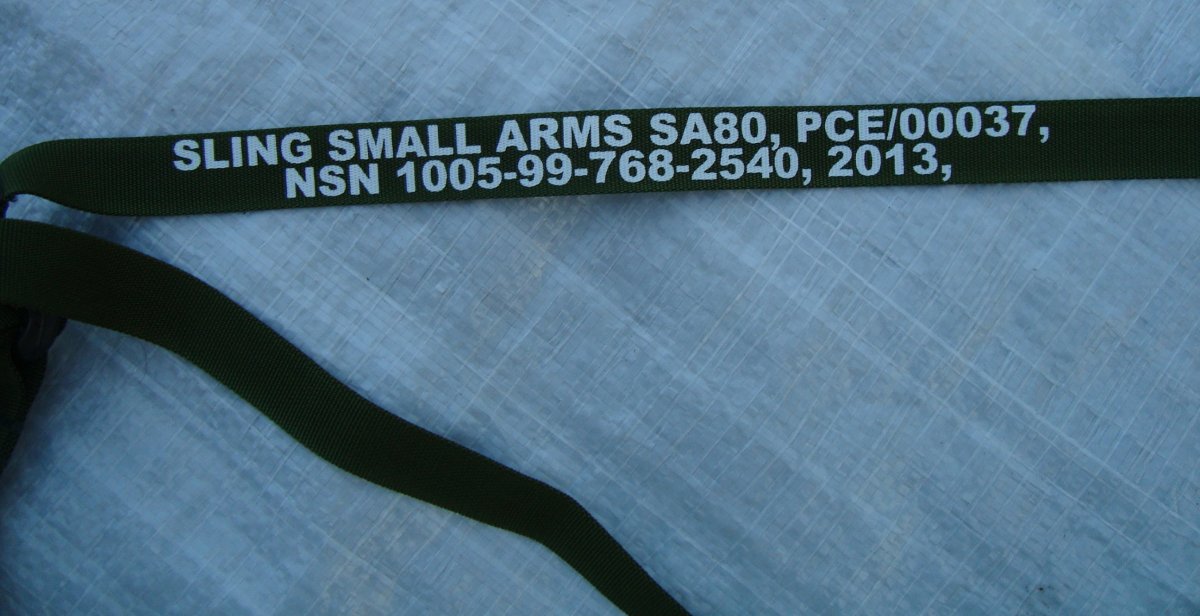 SLING SMALL ARMS SA80, PCE/00037,
NSN 1005-99-768-2540, 2013,